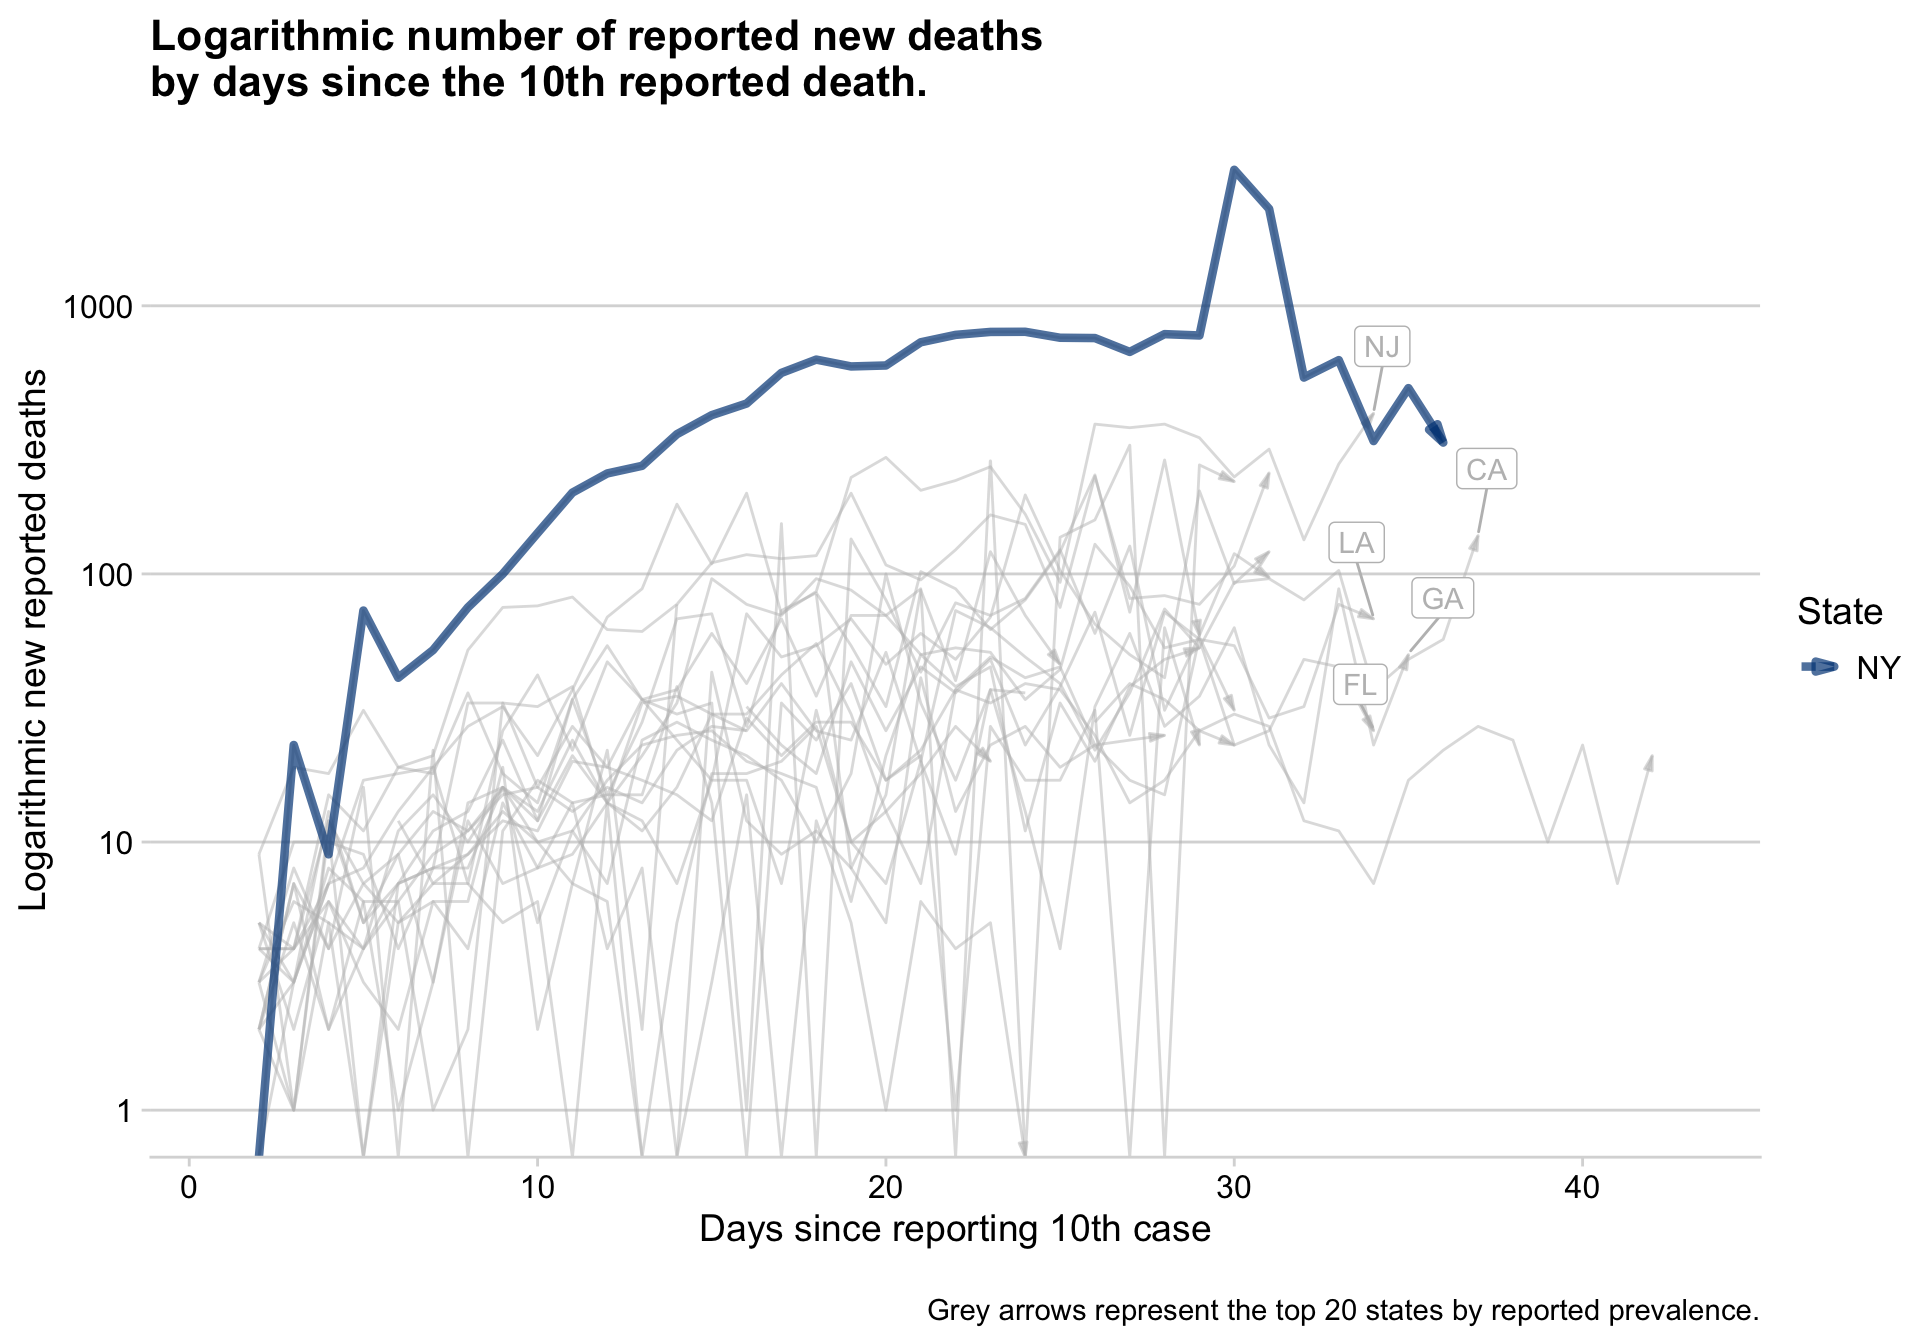 Logarithmic number of reported new deaths
by days since the 10th reported death.
Logarithmic new reported deaths
1000
100
10
1
NJ
CA
LA
GA
FL
State
NY
0
10
20
30
40
Days since reporting 10th case
Grey arrows represent the top 20 states by reported prevalence.